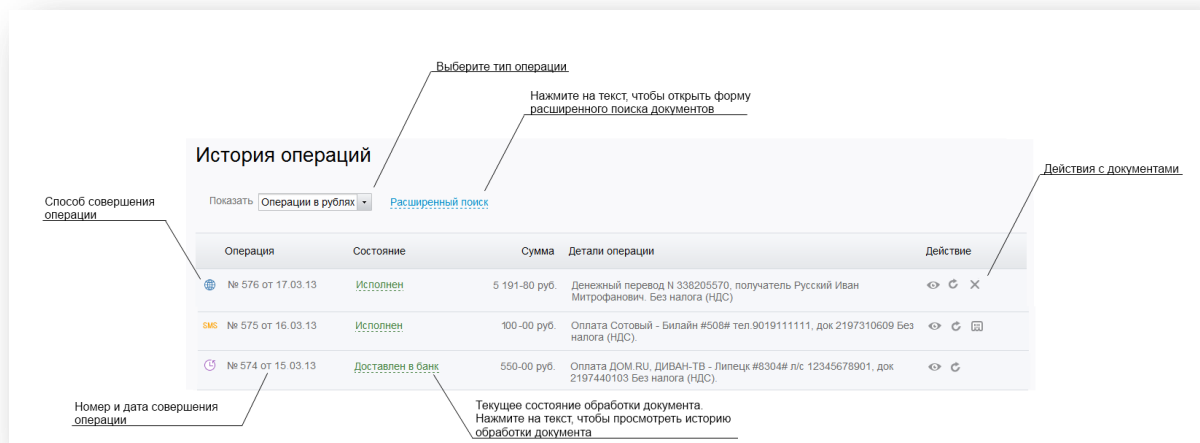 Выберите тип операции
Нажмите на текст, чтобы открыть форму
расширенного поиска документов
История операций
Действия с документами
Способ совершения
операции
Показать Операции в рублях Расширенный поиск
Операция Состояние Сумма Детали операции Действие
№ 576 от 17.03.13 Исполнен 5 191-80 руб. Денежный перевод N 338205570, получатель Русский Иван
Митрофанович. Без налога (НДС)
SMS № 575 от 16.03.13 Исполнен 100-00 руб. Оплата Сотовый - Билайн #508# тел.9019111111, док 2197310609 Без
налога (НДС).
№ 574 от 15 03.13 Доставлен в банк 550-00 руб. Оплата ДОМ.RU, ДИВАН-ТВ - Липецк #8304# л/с 12345678901, док
2197440103 Без налога (НДС).
Номер и дата совершения
операции
Текущее состояние обработки документа.
Нажмите на текст, чтобы просмотреть историю
обработки документа